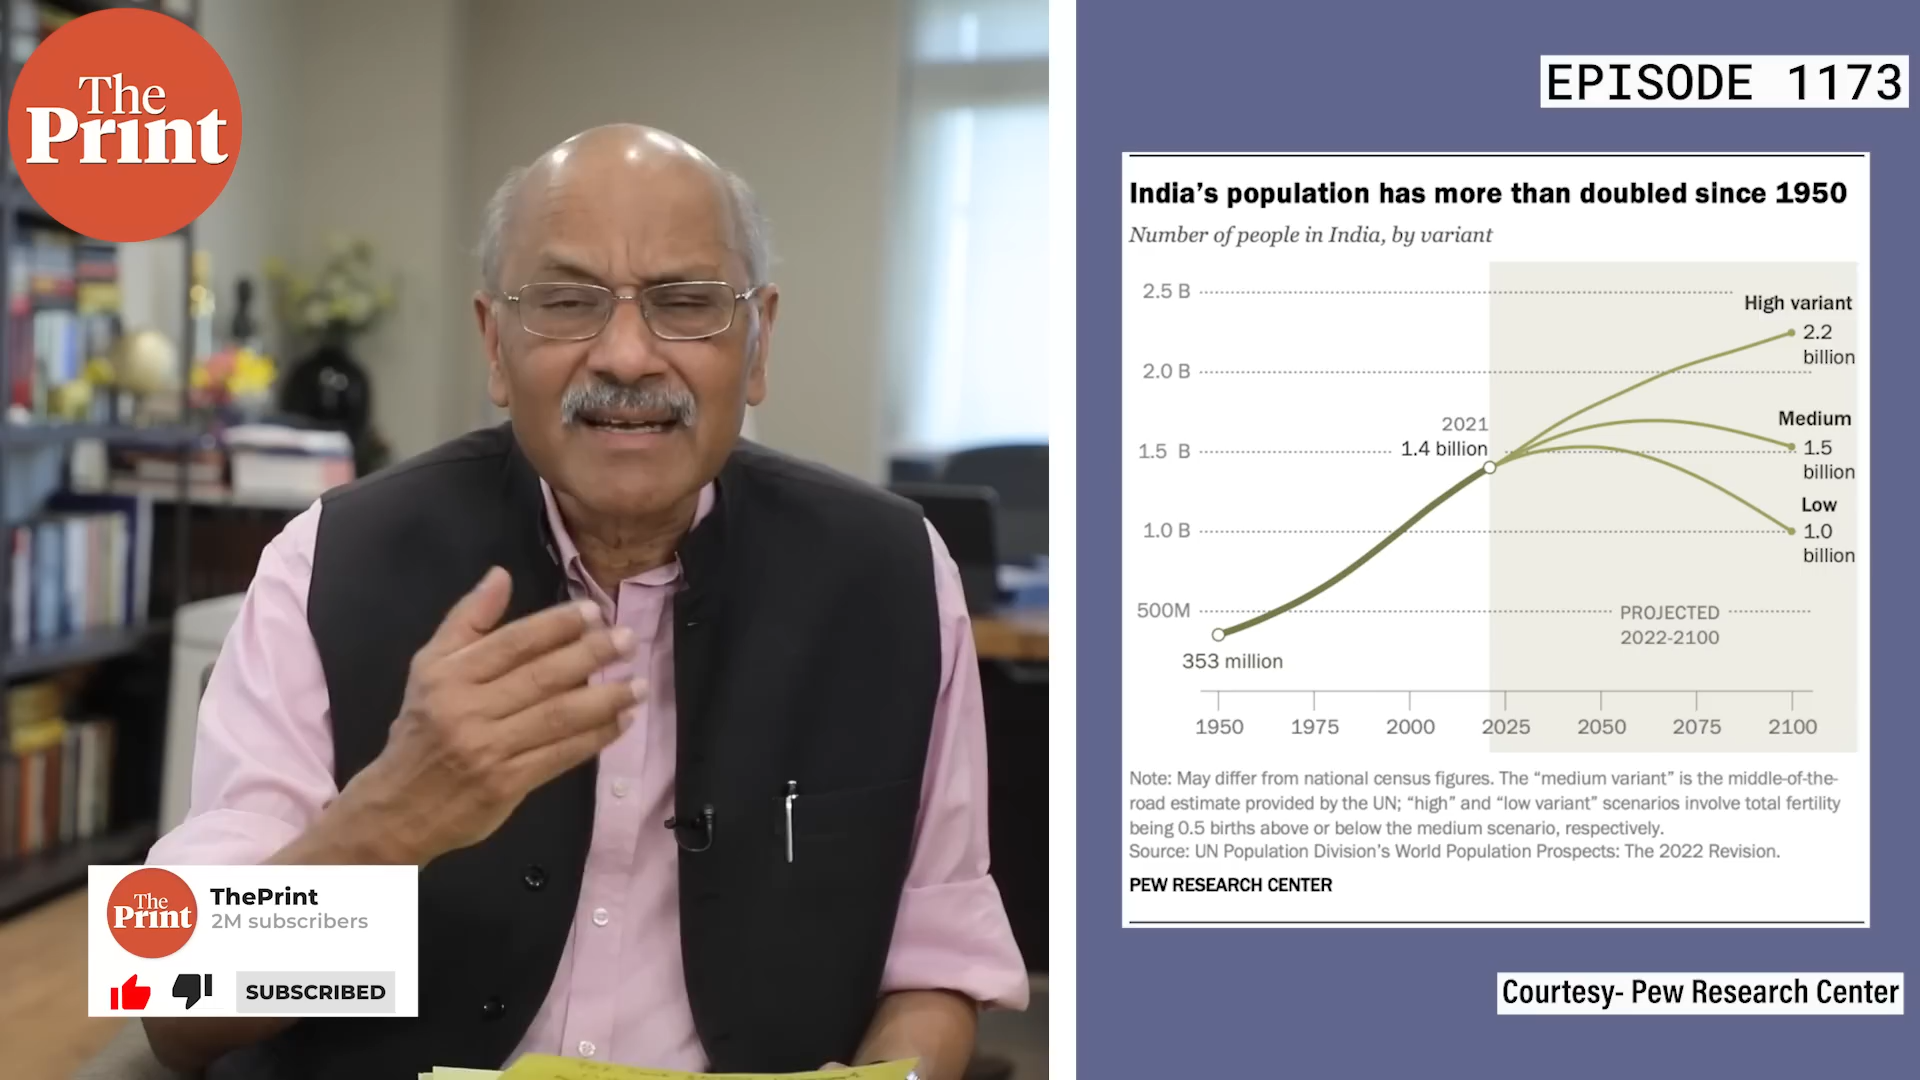 The
Print
EPISODE 1173
India's population has more than doubled since 1950
Number of people in India, by variant
2.5 B
High variant
2.2
billion
2.0 B
Medium
2021
1.4 billion
1.5 B
1.5
billion
Low
1.0 B
1.0
billion
500M
PROJECTED
2022-2100
353 million
1950 1975 2000 2025 2050 2075 2100
Note: May differ from national census figures. The “medium variant” is the middle-of-the-
road estimate provided by the UN; “high” and “low variant” scenarios involve total fertility
being 0.5 births above or below the medium scenario, respectively.
Source: UN Population Division’s World Population Prospects: The 2022 Revision.
PEW RESEARCH CENTER
The
Print
ThePrint
2M subscribers
SUBSCRIBED
Courtesy- Pew Research Center